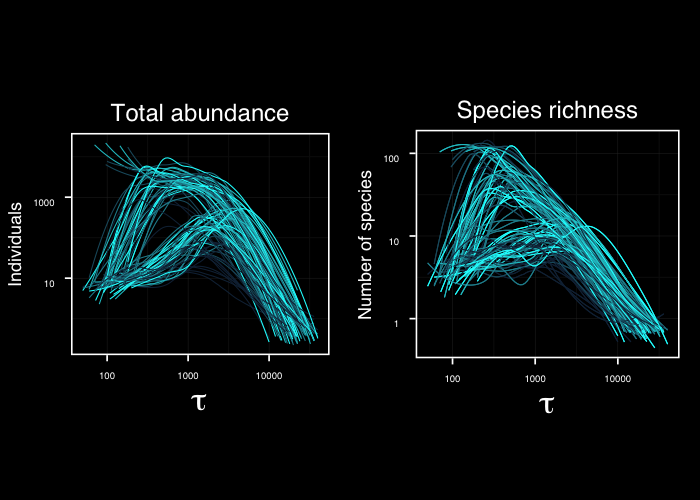 Total abundance
Individuals
1000
10
100
1000
10000
τ
Species richness
Number of species
100
10
1
100
1000
10000
τ